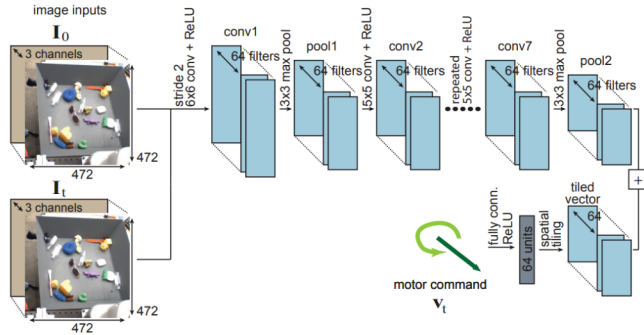 image inputs
I0
3 channels
472
472
It
3 channels
472
472
stride 2
6x6 conv + ReLU
conv1
64 filters
3x3 max pool
pool1
64 filters
5x5 conv + ReLU
conv2
64 filters
repeated
5x5 conv + ReLU
conv7
64 filters
3x3 max pool
pool2
64 filters
+
motor command
vt
fully conn.
ReLU
64 units
spatial
tiling
tiled
vector
64